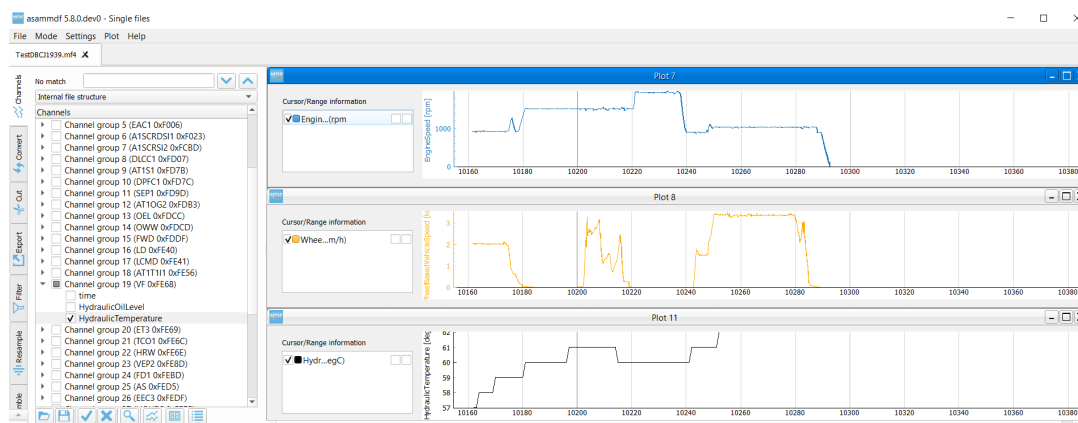 asammdf 5.8.0.dev0 - Single files
File Mode Settings Plot Help
TestDBCJ1939.mf4
Channels
Convert
Cut
Export
Filter
Resample
No match
Internal file structure
Channels
Channel group 5 (EAC1 0xF006)
Channel group 6 (A1SCRDSI1 0xF023)
Channel group 7 (A1SCRSI2 0xFCBD)
Channel group 8 (DLCC1 0xFD07)
Channel group 9 (AT1S1 0xFD7B)
Channel group 10 (DPFC1 0xFD7C)
Channel group 11 (SEP1 0xFD9D)
Channel group 12 (AT1OG2 0xFDB3)
Channel group 13 (OEL 0xFDCC)
Channel group 14 (OWW 0xFDCD)
Channel group 15 (FWD 0xFDDF)
Channel group 16 (LD 0xFE40)
Channel group 17 (LCMD 0xFE41)
Channel group 18 (AT1T1I1 0xFE56)
Channel group 19 (VF 0xFE68)
time
HydraulicOilLevel
HydraulicTemperature
Channel group 20 (ET3 0xFE69)
Channel group 21 (TCO1 0xFE6C)
Channel group 22 (HRW 0xFE6E)
Channel group 23 (VEP2 0xFE8D)
Channel group 24 (FD1 0xFEBD)
Channel group 25 (AS 0xFED5)
Channel group 26 (EEC3 0xFEDF)
Plot 7
Cursor/Range information
Engin...(rpm
EngineSpeed [rpm]
1000
0
10160 10180 10200 10220 10240 10260 10280 10300 10320 10340 10360 10380
Plot 8
Cursor/Range information
Whee...m/h)
3
2
1
0
10160 10180 10200 10220 10240 10260 10280 10300 10320 10340 10360 10380
Plot 11
Cursor/Range information
Hydr...egC)
HydraulicTemperature [deg
62
61
60
59
58
57
10160 10180 10200 10220 10240 10260 10280 10300 10320 10340 10360 10380